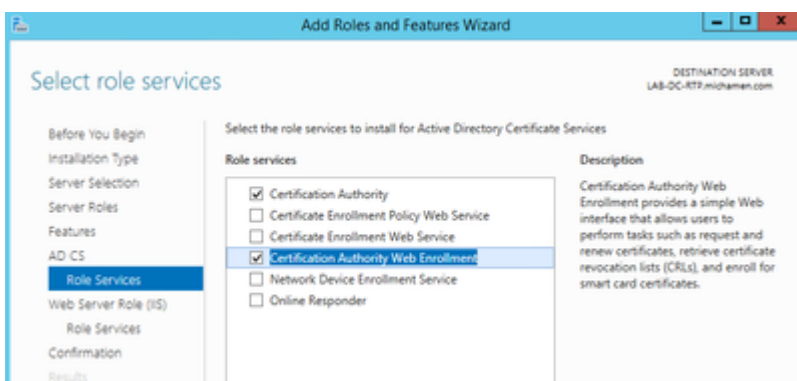 Add Roles and Features Wizard
Select role services
DESTINATION SERVER
LAB-DC-RTP.michamen.com
Before You Begin
Installation Type
Server Selection
Server Roles
Features
AD CS
Role Services
Web Server Role (IIS)
Role Services
Confirmation
Results
Select the role services to install for Active Directory Certificate Services
Role services
Certification Authority
Certificate Enrollment Policy Web Service
Certificate Enrollment Web Service
Certification Authority Web Enrollment
Network Device Enrollment Service
Online Responder
Description
Certification Authority Web
Enrollment provides a simple Web
interface that allows users to
perform tasks such as request and
renew certificates, retrieve certificate
revocation lists (CRLs), and enroll for
smart card certificates.